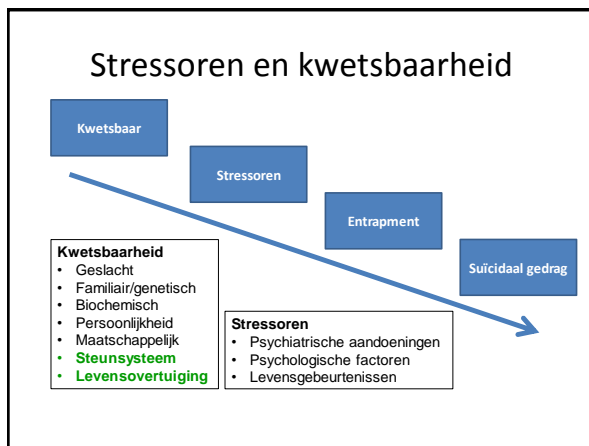 Stressoren en kwetsbaarheid
Kwetsbaar
Stressoren
Entrapment
Suïcidaal gedrag
Kwetsbaarheid
• Geslacht
• Familiair/genetisch
• Biochemisch
• Persoonlijkheid
• Maatschappelijk
• Steunsysteem
• Levensovertuiging
Stressoren
• Psychiatrische aandoeningen
• Psychologische factoren
• Levensgebeurtenissen